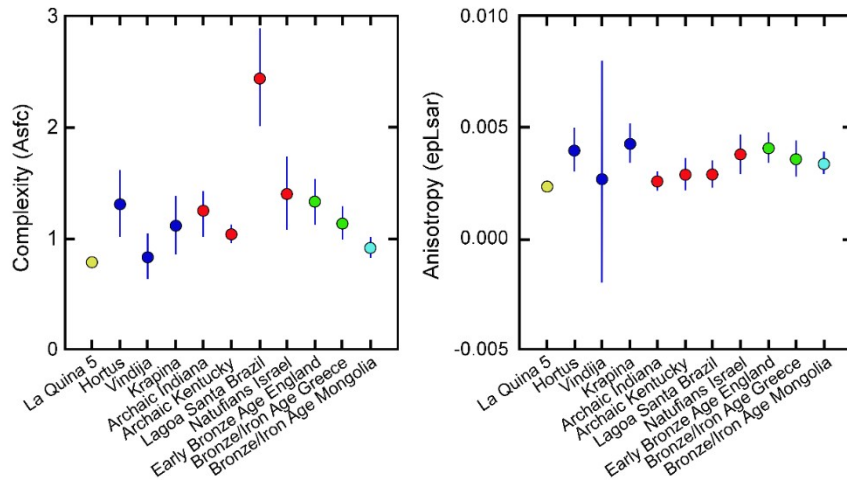 3
2
1
0
Complexity (Asfc)
La Quina 5
Hortus
Vindija
Krapina
Archaic Indiana
Archaic Kentucky
Lagoa Santa Brazil
Natufians Israel
Early Bronze Age England
Bronze/Iron Age Greece
Bronze/Iron Age Mongolia
0.010
0.005
0.000
-0.005
Anisotropy (epLsar)
La Quina 5
Hortus
Vindija
Krapina
Archaic Indiana
Archaic Kentucky
Lagoa Santa Brazil
Natufians Israel
Early Bronze Age England
Bronze/Iron Age Greece
Bronze/Iron Age Mongolia